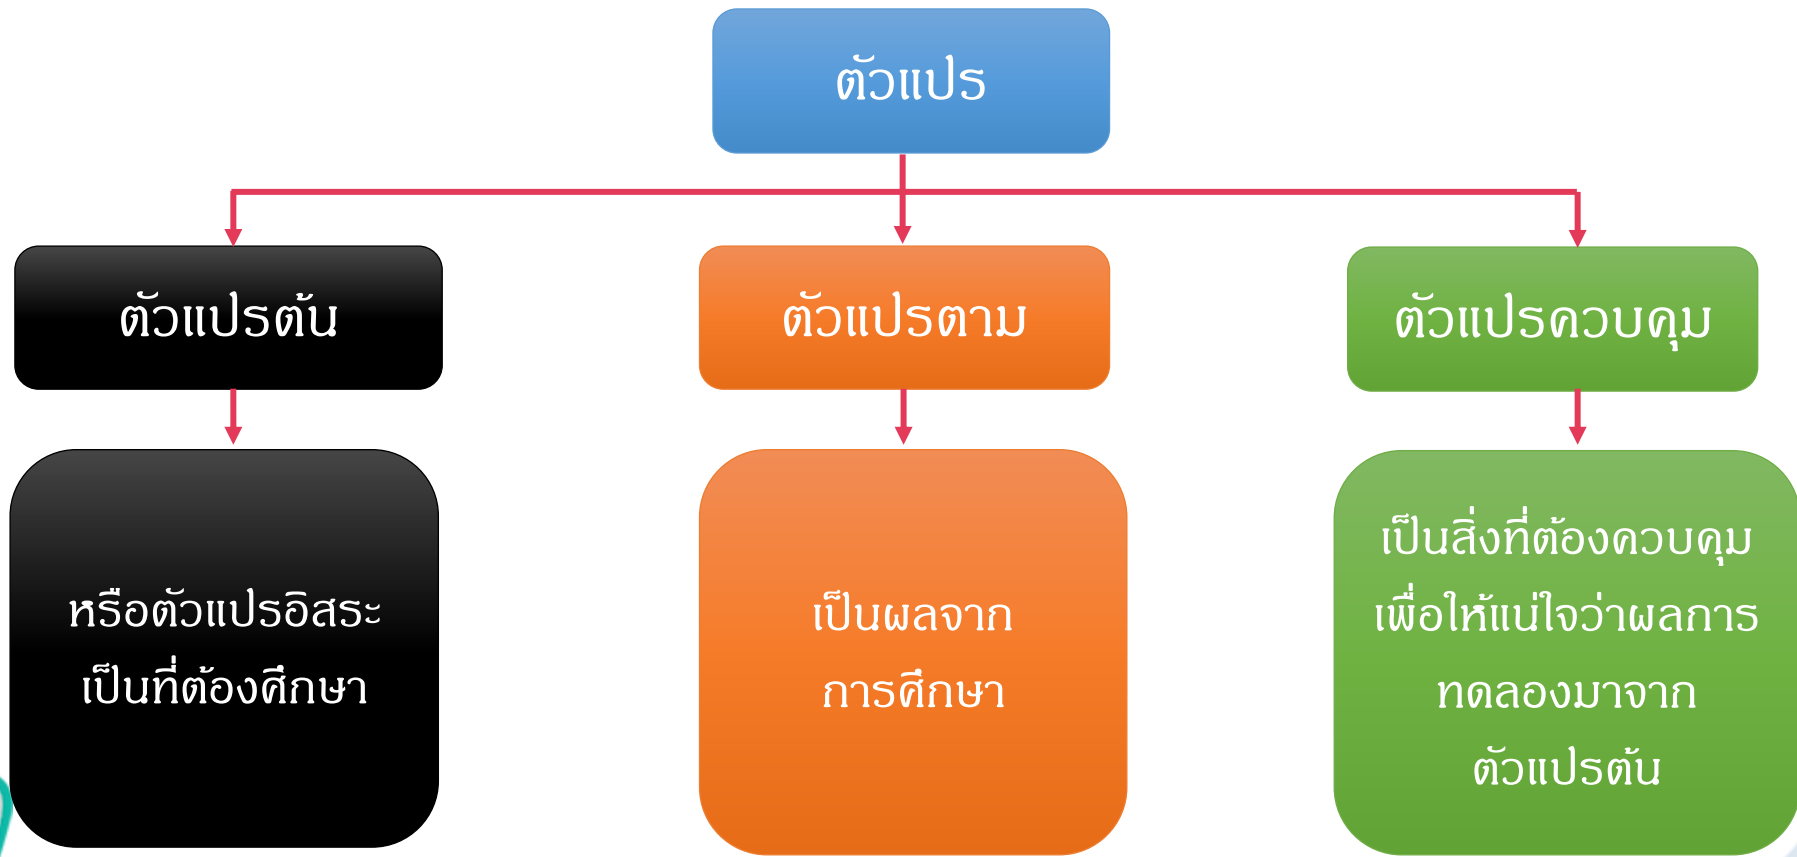 ตัวแปร
ตัวแปรต้น
ตัวแปรตาม
ตัวแปรควบคุม
หรือตัวแปรอิสระ
เป็นที่ต้องศึกษา
เป็นผลจาก
การศึกษา
เป็นสิ่งที่ต้องควบคุม
เพื่อให้แน่ใจว่าผลการ
ทดลองมาจาก
ตัวแปรต้น